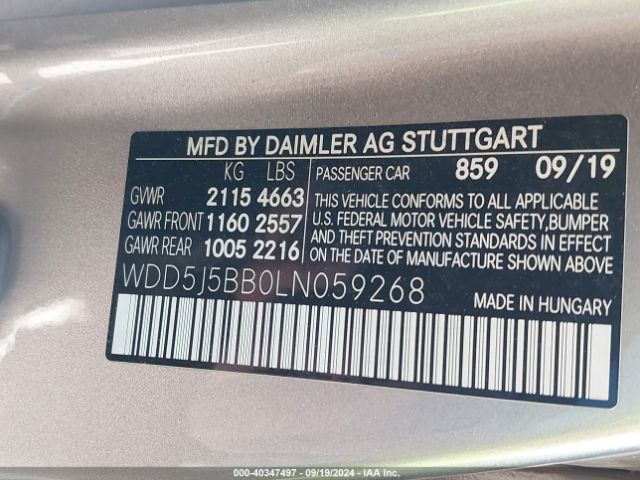 MFD BY DAIMLER AG STUTTGART
KG LBS PASSENGER CAR 859 09/19
GVWR 2115 4663
GAWR FRONT 1160 2557
GAWR REAR 1005 2216
THIS VEHICLE CONFORMS TO ALL APPLICABLE
U.S. FEDERAL MOTOR VEHICLE SAFETY, BUMPER
AND THEFT PREVENTION STANDARDS IN EFFECT
ON THE DATE OF MANUFACTURE SHOWN ABOVE.
WDD5J5BB0LN059268
MADE IN HUNGARY
000-40347497 - 09/19/2024 - IAA Inc.